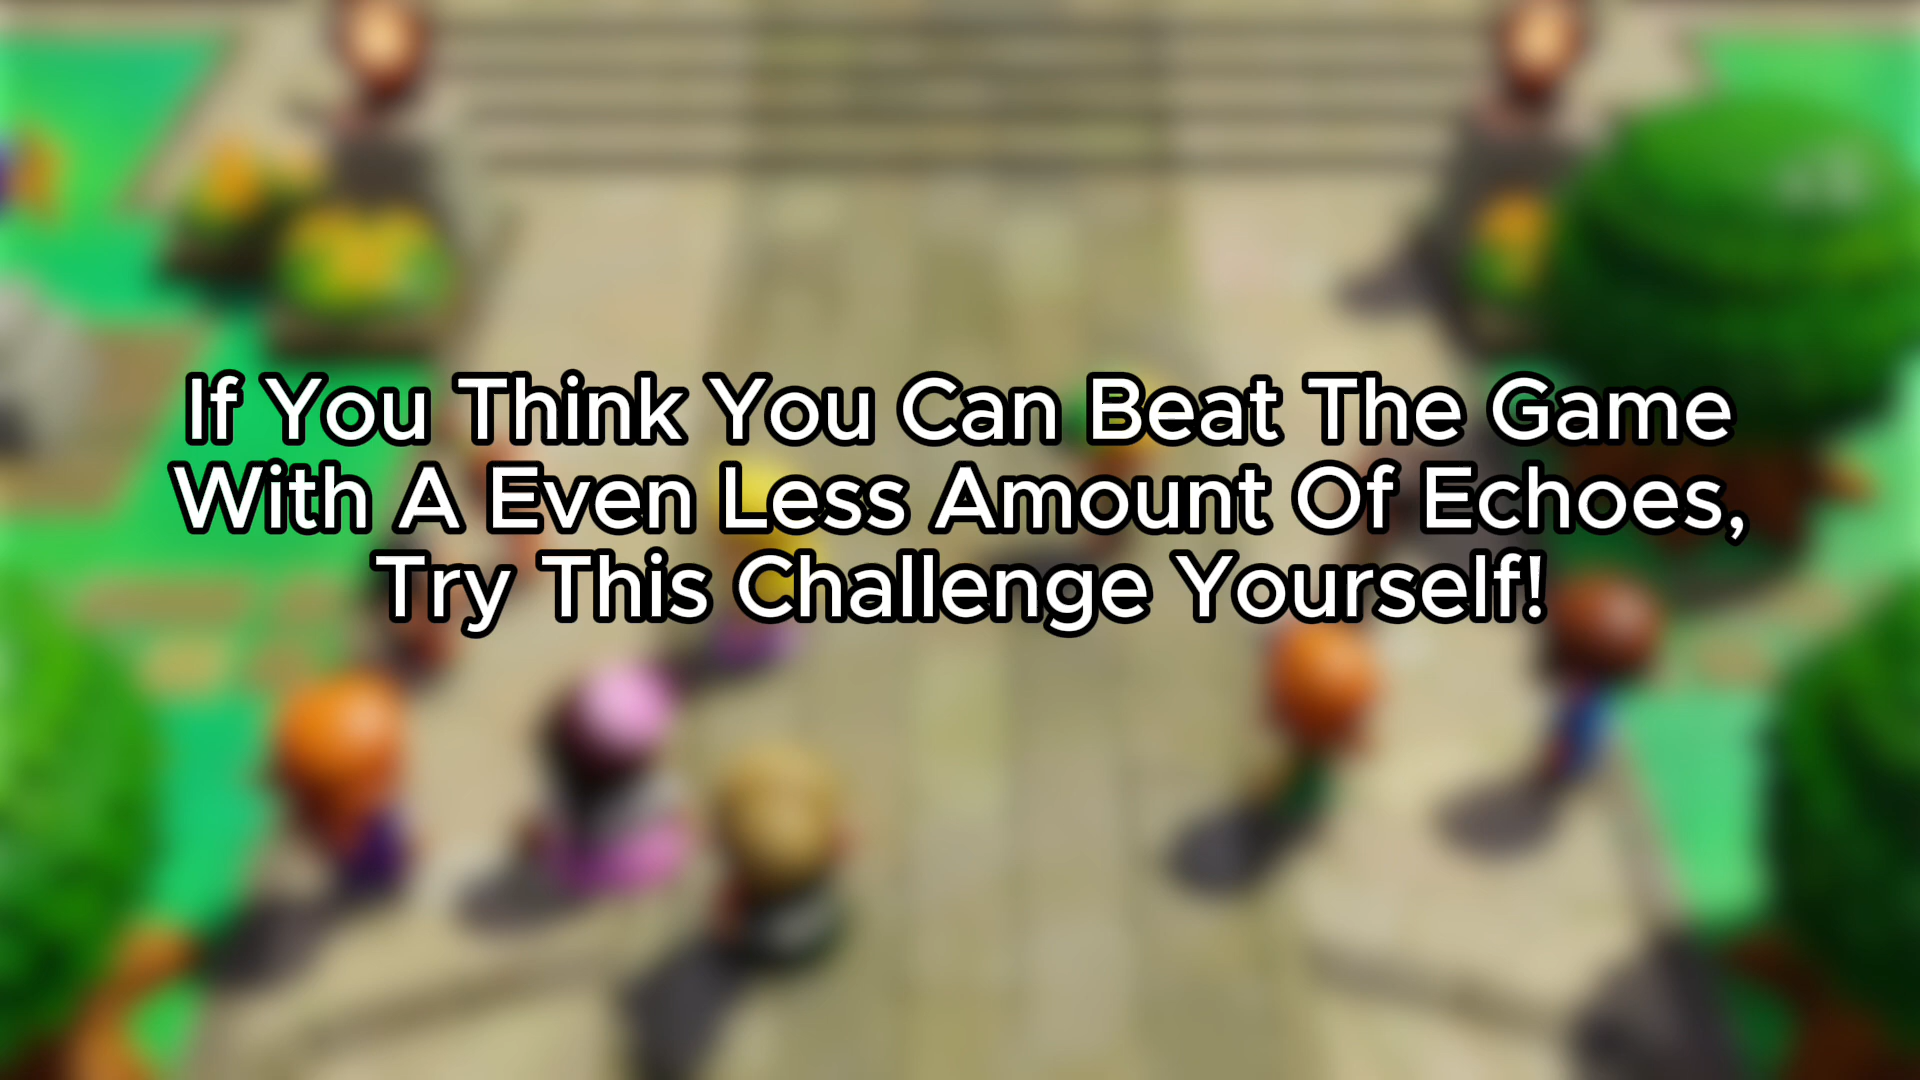 If You Think You Can Beat The Game
With A Even Less Amount Of Echoes,
Try This Challenge Yourself!